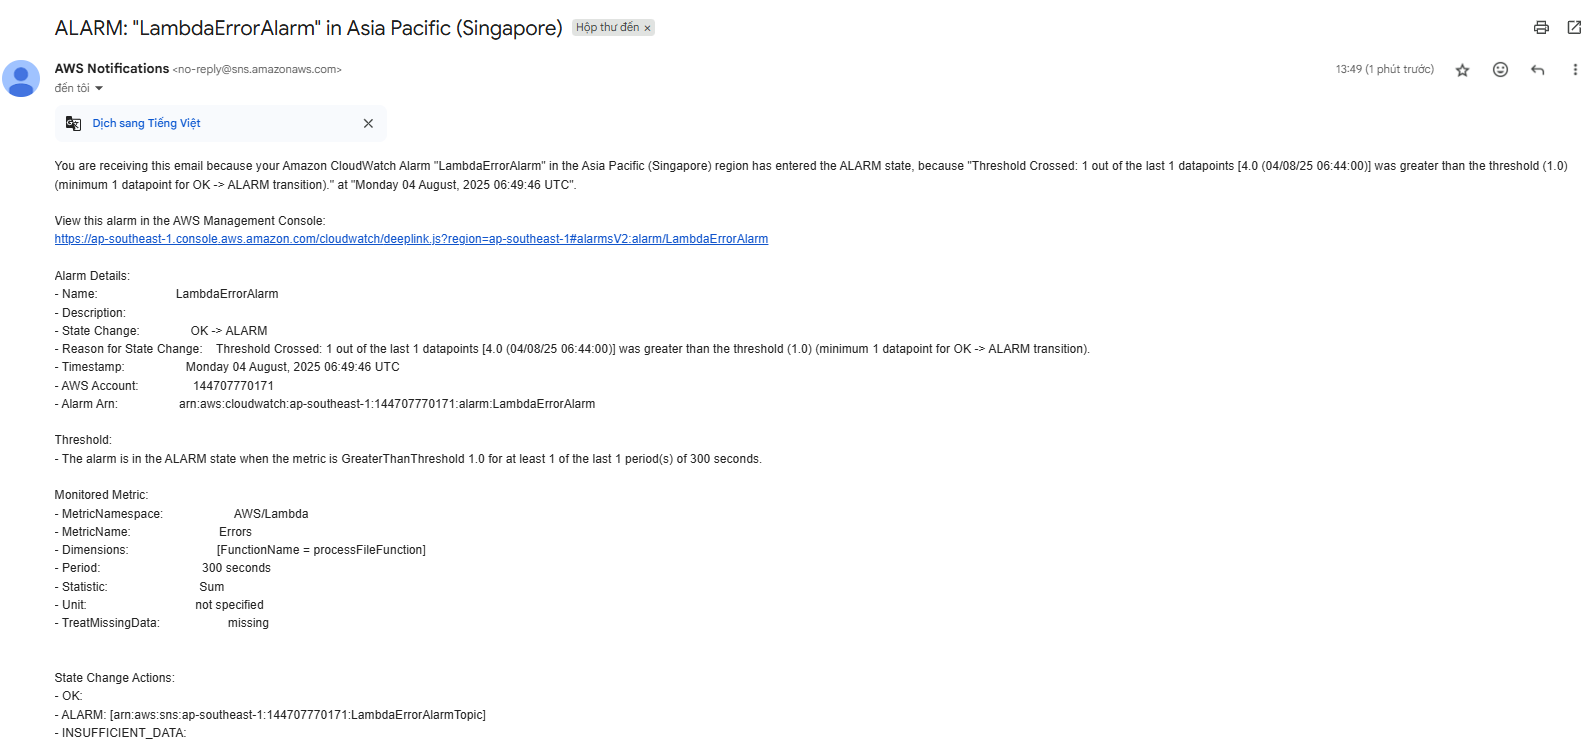 ALARM: "LambdaErrorAlarm" in Asia Pacific (Singapore) Hộp thư đến ×
AWS Notifications <no-reply@sns.amazonaws.com> 13:49 (1 phút trước)
đến tôi
Dịch sang Tiếng Việt
You are receiving this email because your Amazon CloudWatch Alarm "LambdaErrorAlarm" in the Asia Pacific (Singapore) region has entered the ALARM state, because "Threshold Crossed: 1 out of the last 1 datapoints [4.0 (04/08/25 06:44:00)] was greater than the threshold (1.0)
(minimum 1 datapoint for OK -> ALARM transition)." at "Monday 04 August, 2025 06:49:46 UTC".
View this alarm in the AWS Management Console:
https://ap-southeast-1.console.aws.amazon.com/cloudwatch/deeplink.js?region=ap-southeast-1#alarmsV2:alarm/LambdaErrorAlarm
Alarm Details:
- Name: LambdaErrorAlarm
- Description:
- State Change: OK -> ALARM
- Reason for State Change: Threshold Crossed: 1 out of the last 1 datapoints [4.0 (04/08/25 06:44:00)] was greater than the threshold (1.0) (minimum 1 datapoint for OK -> ALARM transition).
- Timestamp: Monday 04 August, 2025 06:49:46 UTC
- AWS Account: 144707770171
- Alarm Arn: arn:aws:cloudwatch:ap-southeast-1:144707770171:alarm:LambdaErrorAlarm
Threshold:
- The alarm is in the ALARM state when the metric is GreaterThanThreshold 1.0 for at least 1 of the last 1 period(s) of 300 seconds.
Monitored Metric:
- MetricNamespace: AWS/Lambda
- MetricName: Errors
- Dimensions: [FunctionName = processFileFunction]
- Period: 300 seconds
- Statistic: Sum
- Unit: not specified
- TreatMissingData: missing
State Change Actions:
- OK:
- ALARM: [arn:aws:sns:ap-southeast-1:144707770171:LambdaErrorAlarmTopic]
- INSUFFICIENT_DATA: